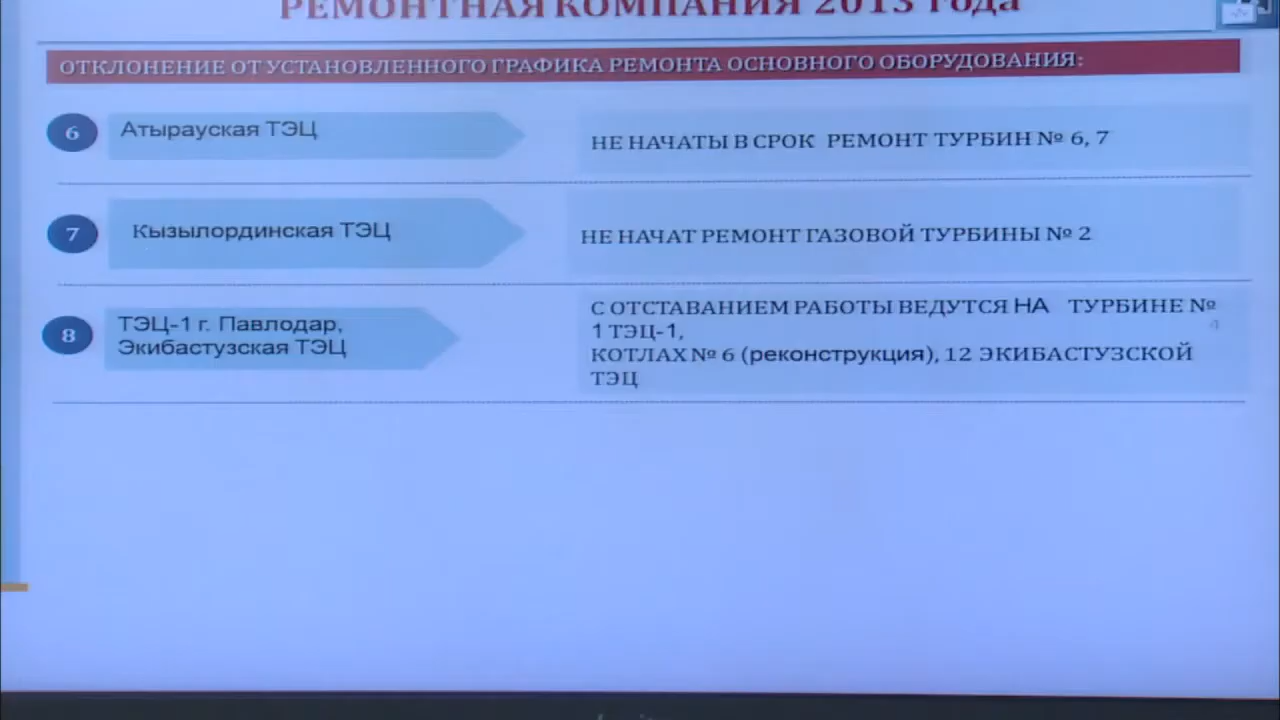 РЕМОНТНАЯ КОМПАНИЯ 2013 года
ОТКЛОНЕНИЕ ОТ УСТАНОВЛЕННОГО ГРАФИКА РЕМОНТА ОСНОВНОГО ОБОРУДОВАНИЯ:
6
Атырауская ТЭЦ
НЕ НАЧАТЫ В СРОК РЕМОНТ ТУРБИН № 6, 7
7
Кызылординская ТЭЦ
НЕ НАЧАТ РЕМОНТ ГАЗОВОЙ ТУРБИНЫ № 2
8
ТЭЦ-1 г. Павлодар,
Экибастузская ТЭЦ
С ОТСТАВАНИЕМ РАБОТЫ ВЕДУТСЯ НА ТУРБИНЕ №
1 ТЭЦ-1,
КОТЛАХ № 6 (реконструкция), 12 ЭКИБАСТУЗСКОЙ
ТЭЦ
4